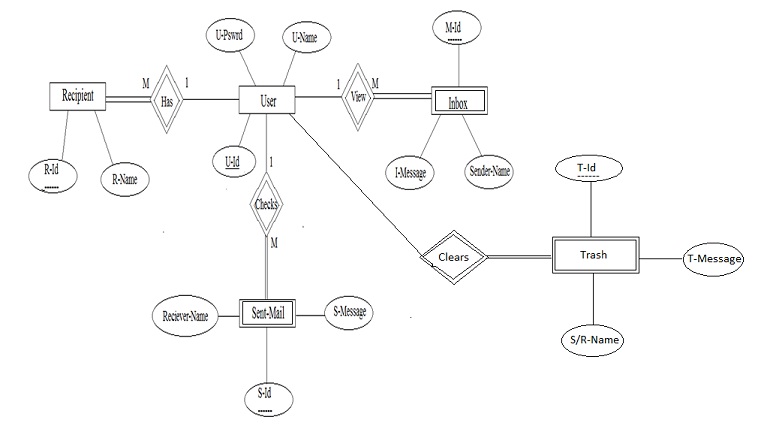 M-Id
U-Pswrd
U-Name
M
1
1
M
Recipient
Has
User
View
Inbox
U-Id
1
R-Id
R-Name
I-Message
Sender-Name
T-Id
Checks
M
Clears
Trash
T-Message
Reciever-Name
Sent-Mail
S-Message
S/R-Name
S-Id